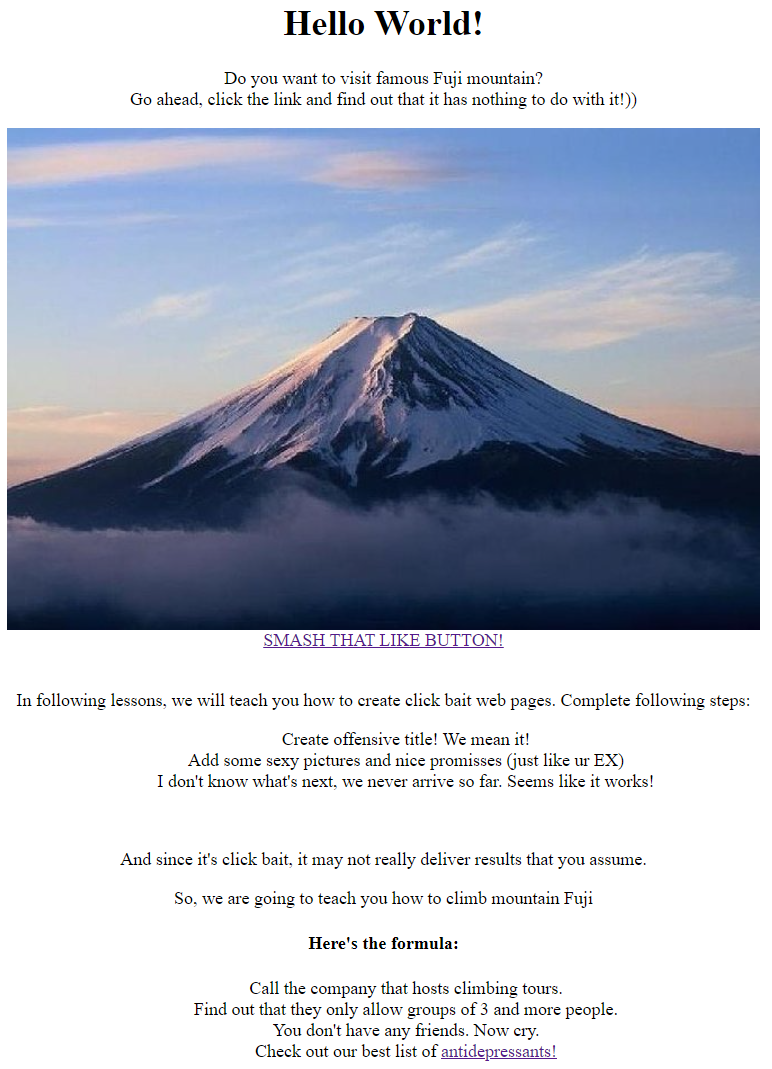 Hello World!
Do you want to visit famous Fuji mountain?
Go ahead, click the link and find out that it has nothing to do with it!))
SMASH THAT LIKE BUTTON!
In following lessons, we will teach you how to create click bait web pages. Complete following steps:
Create offensive title! We mean it!
Add some sexy pictures and nice promisses (just like ur EX)
I don't know what's next, we never arrive so far. Seems like it works!
And since it's click bait, it may not really deliver results that you assume.
So, we are going to teach you how to climb mountain Fuji
Here's the formula:
Call the company that hosts climbing tours.
Find out that they only allow groups of 3 and more people.
You don't have any friends. Now cry.
Check out our best list of antidepressants!